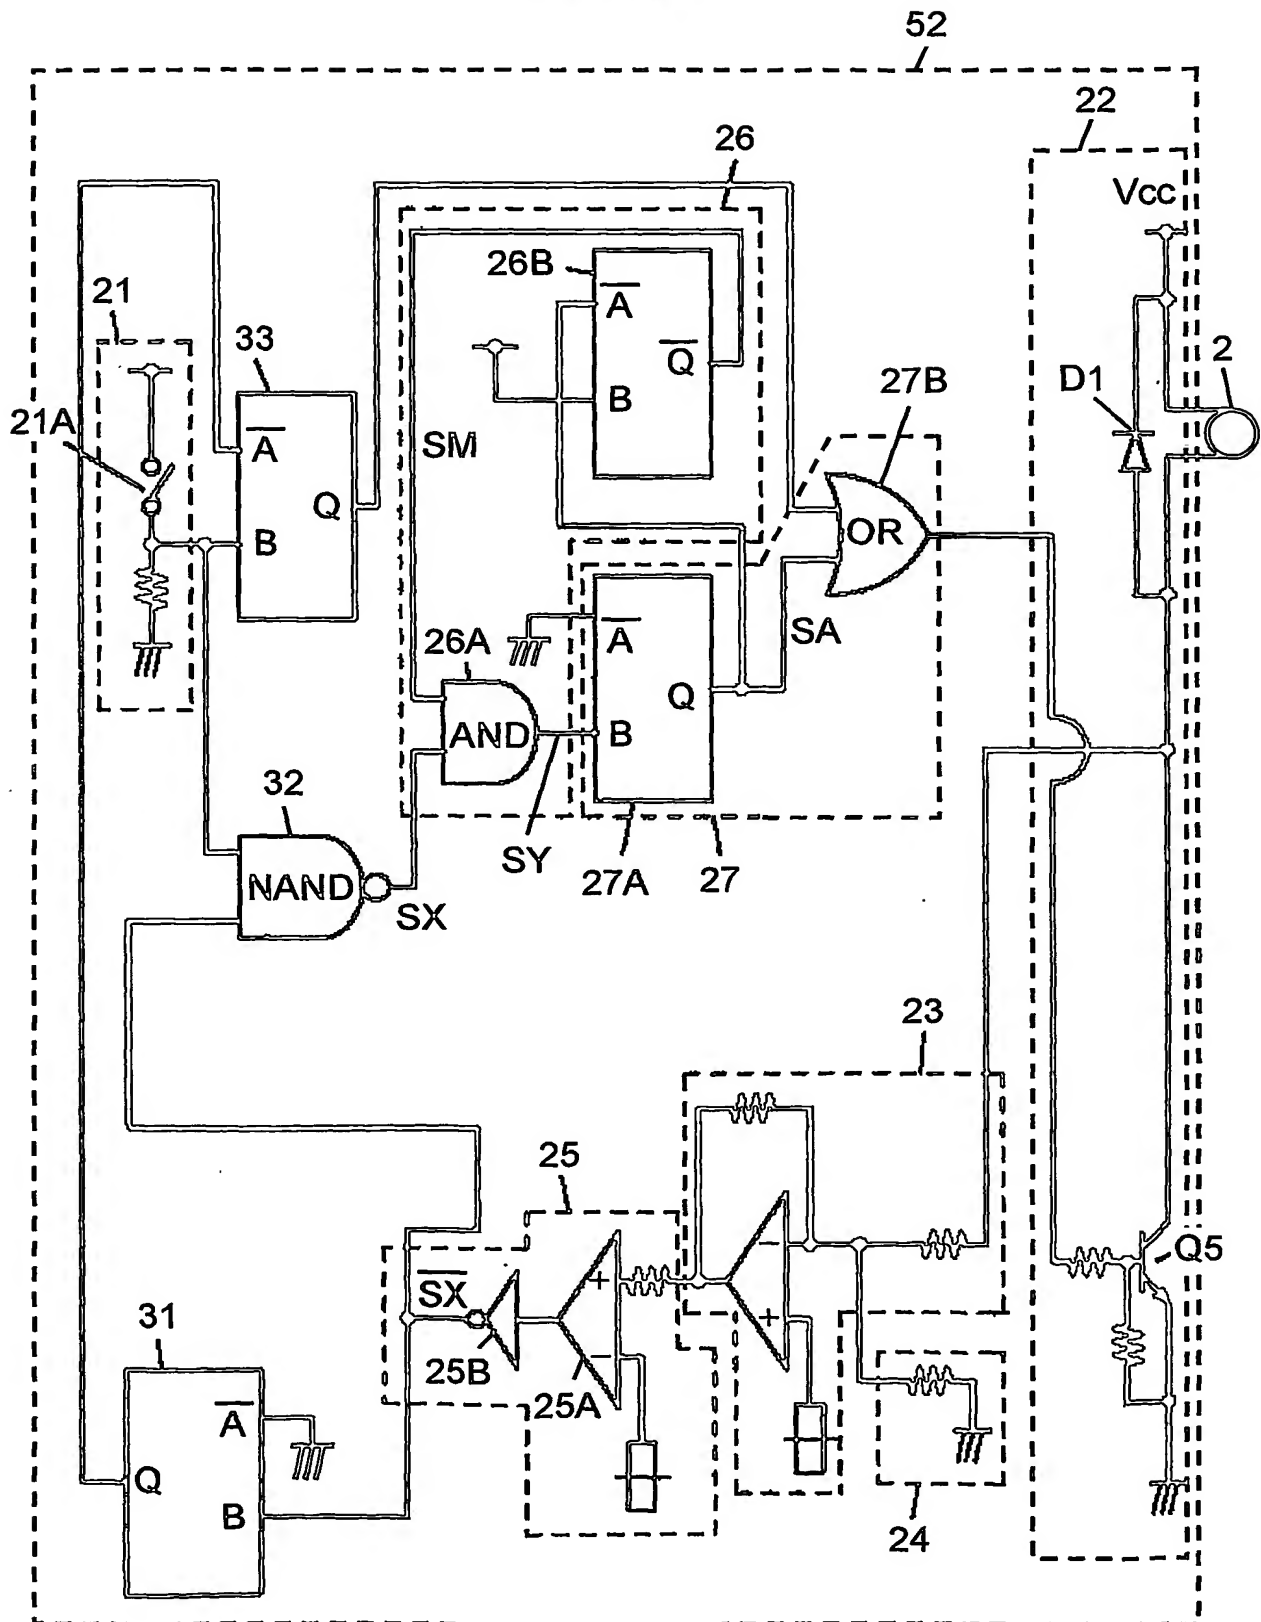 52
22
26
Vcc
26B
A̅
21
33
Q̅
2
27B
D1
21A
A̅
B
SM
Q
OR
B
SA
26A
A̅
Q
AND
B
32
SY
27A
27
NAND
SX
23
25
−
Q5
+
S̅X̅
+
31
25B
−
25A
A̅
Q
B
24